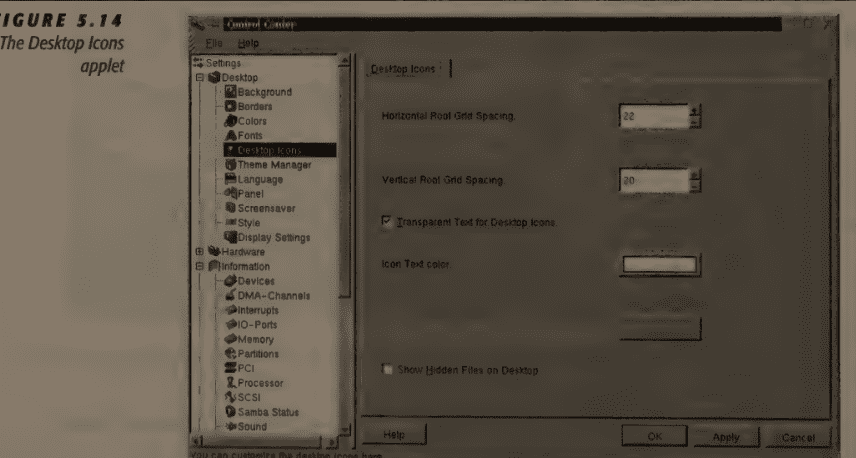 FIGURE 5.14
The Desktop Icons
applet
Control Center
File Help
Settings
Desktop
Background
Borders
Colors
Fonts
Desktop Icons
Theme Manager
Language
Panel
Screensaver
Style
Display Settings
Hardware
Information
Devices
DMA-Channels
Interrupts
IO-Ports
Memory
Partitions
PCI
Processor
SCSI
Samba Status
Sound
Desktop Icons
Horizontal Root Grid Spacing:
22
Vertical Root Grid Spacing:
20
Transparent Text for Desktop Icons.
Icon Text color:
Show Hidden Files on Desktop
Help
OK
Apply
Cancel
you can customize the desktop icons here